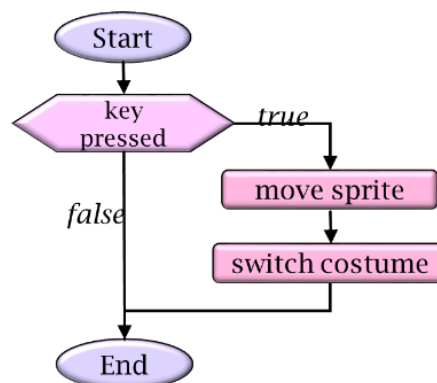 Start
key
pressed
true
move sprite
false
switch costume
End